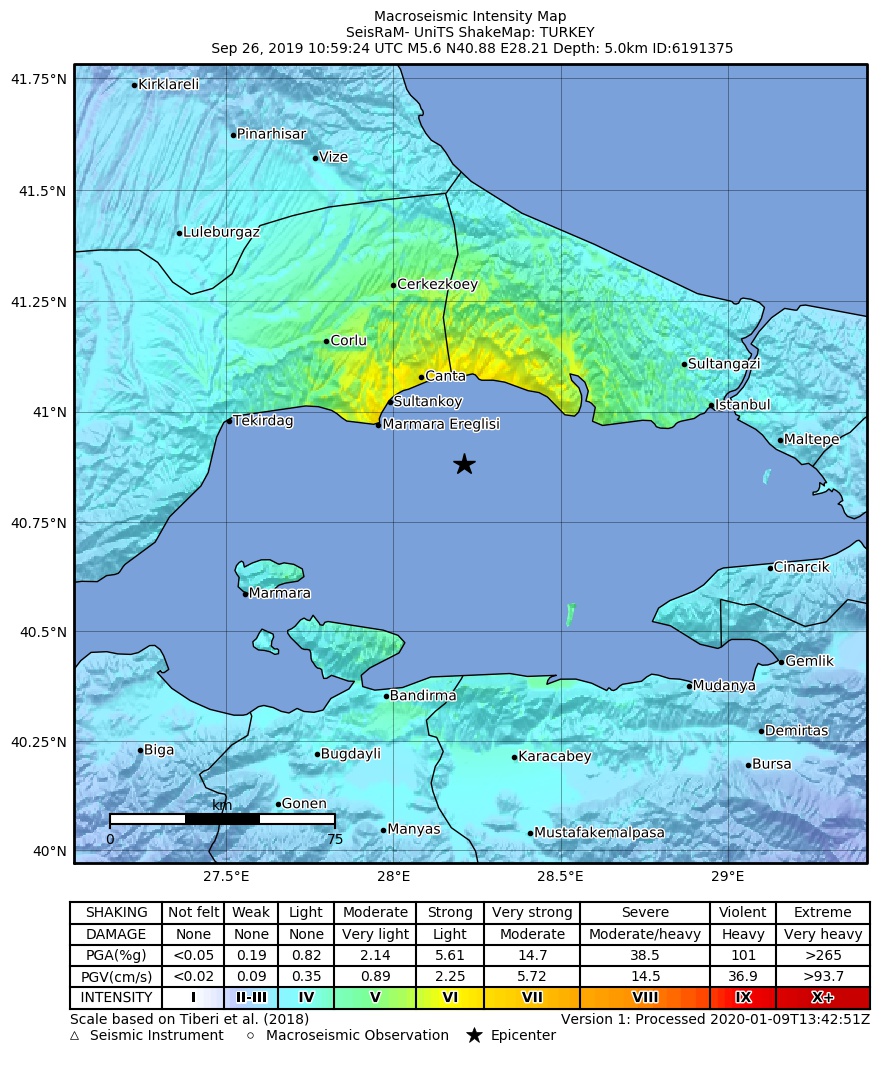 Macroseismic Intensity Map
SeisRaM- UniTS ShakeMap: TURKEY
Sep 26, 2019 10:59:24 UTC M5.6 N40.88 E28.21 Depth: 5.0km ID:6191375
41.75°N
Kirklareli
Pinarhisar
Vize
41.5°N
Luleburgaz
Cerkezkoey
41.25°N
Corlu
Sultangazi
Canta
Sultankoy
Istanbul
41°N
Tekirdag
Marmara Ereglisi
Maltepe
40.75°N
Cinarcik
Marmara
40.5°N
Gemlik
Mudanya
Bandirma
Demirtas
40.25°N
Biga
Bugdayli
Karacabey
Bursa
Gonen
km
0 75
Manyas
Mustafakemalpasa
40°N
27.5°E 28°E 28.5°E 29°E
SHAKING Not felt Weak Light Moderate Strong Very strong Severe Violent Extreme
DAMAGE None None None Very light Light Moderate Moderate/heavy Heavy Very heavy
PGA(%g) <0.05 0.19 0.82 2.14 5.61 14.7 38.5 101 >265
PGV(cm/s) <0.02 0.09 0.35 0.89 2.25 5.72 14.5 36.9 >93.7
INTENSITY I II-III IV V VI VII VIII IX X+
Scale based on Tiberi et al. (2018) Version 1: Processed 2020-01-09T13:42:51Z
Seismic Instrument Macroseismic Observation Epicenter